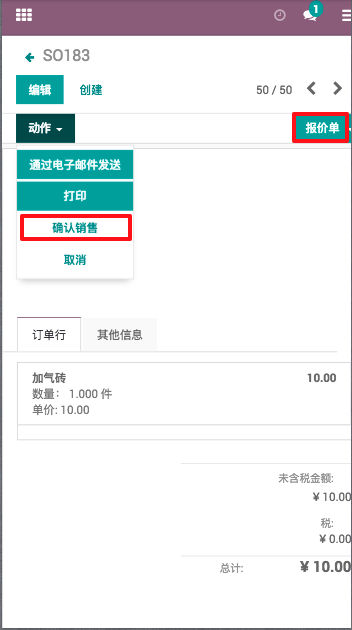 1
SO183
编辑 创建 50 / 50
动作 报价单
通过电子邮件发送
打印
确认销售
取消
订单行 其他信息
加气砖 10.00
数量： 1.000 件
单价: 10.00
未含税金额:
¥ 10.00
税:
¥ 0.00
总计: ¥ 10.00